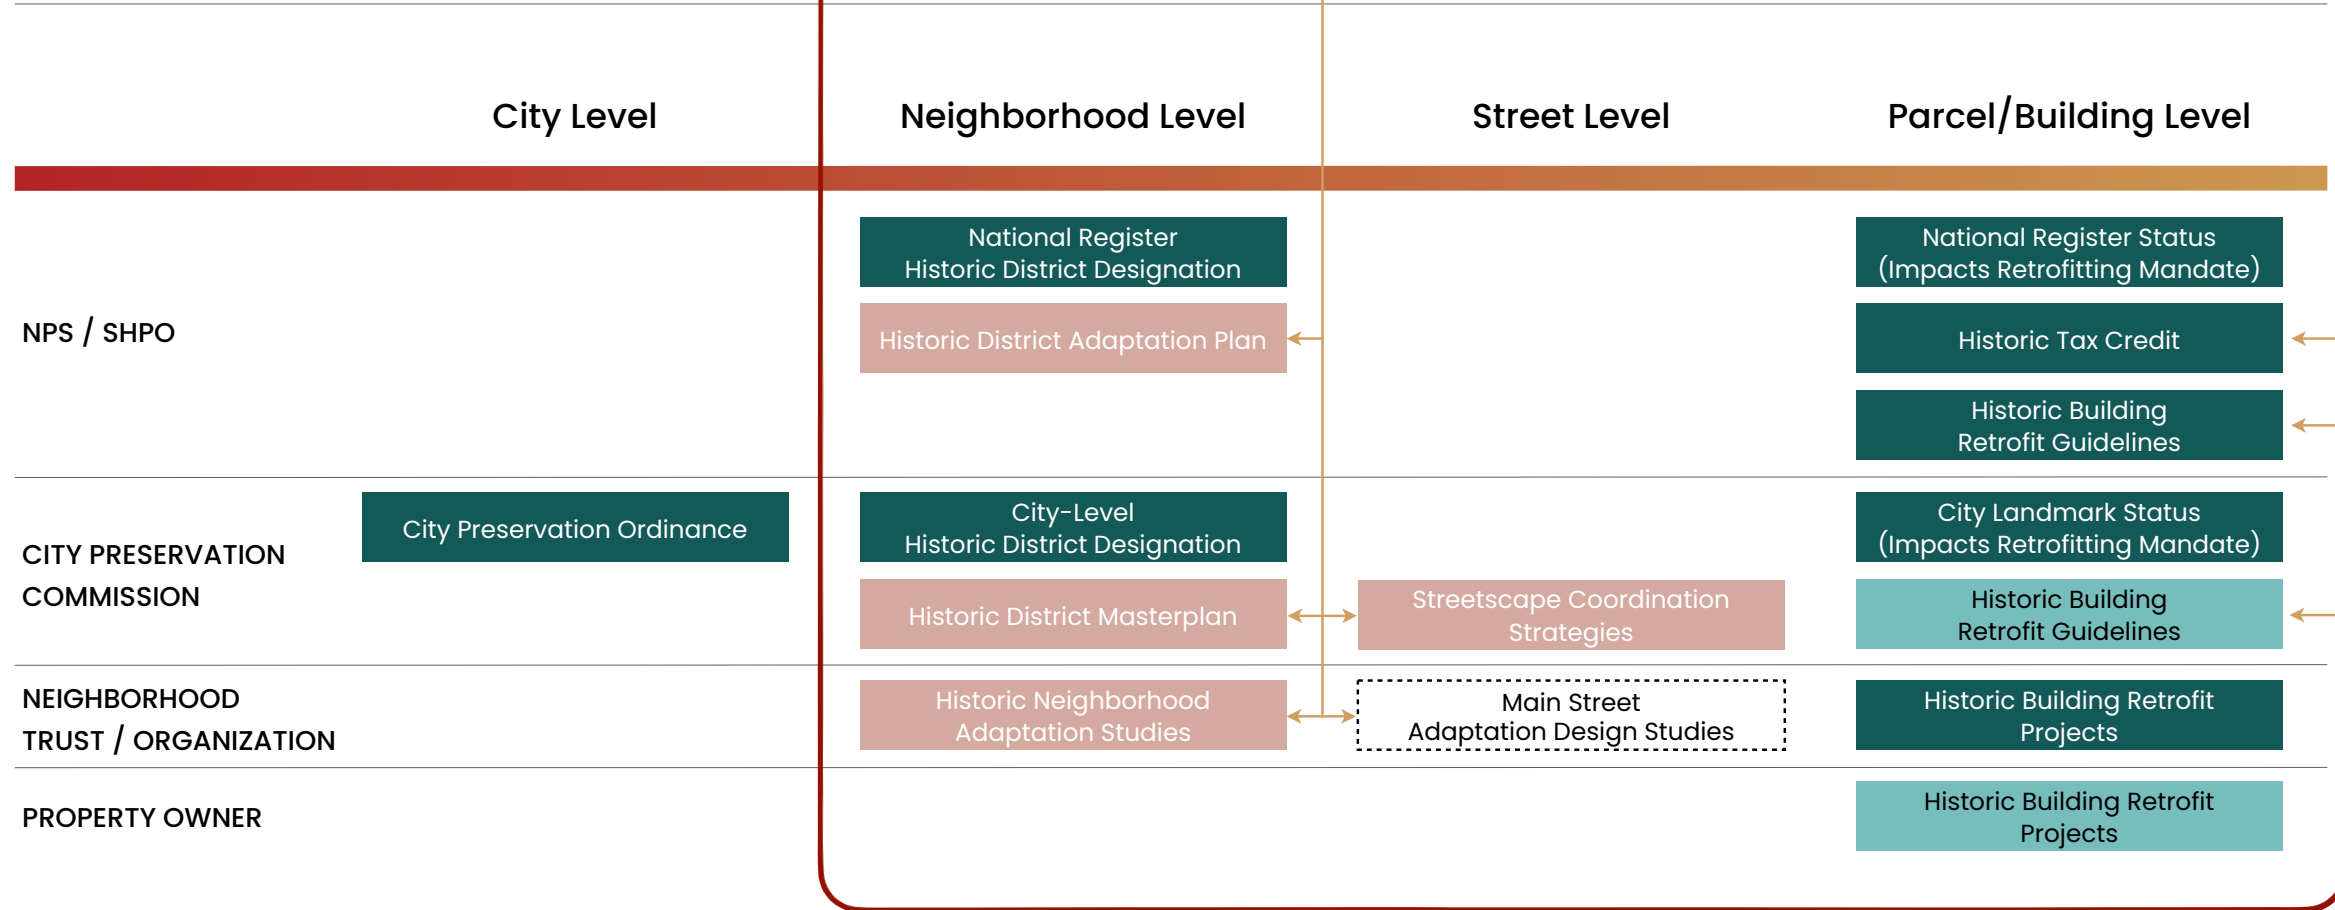 City Level
Neighborhood Level
Street Level
Parcel/Building Level
NPS / SHPO
National Register
Historic District Designation
Historic District Adaptation Plan
National Register Status
(Impacts Retrofitting Mandate)
Historic Tax Credit
Historic Building
Retrofit Guidelines
CITY PRESERVATION
COMMISSION
City Preservation Ordinance
City-Level
Historic District Designation
Historic District Masterplan
Streetscape Coordination
Strategies
City Landmark Status
(Impacts Retrofitting Mandate)
Historic Building
Retrofit Guidelines
NEIGHBORHOOD
TRUST / ORGANIZATION
Historic Neighborhood
Adaptation Studies
Main Street
Adaptation Design Studies
Historic Building Retrofit
Projects
PROPERTY OWNER
Historic Building Retrofit
Projects